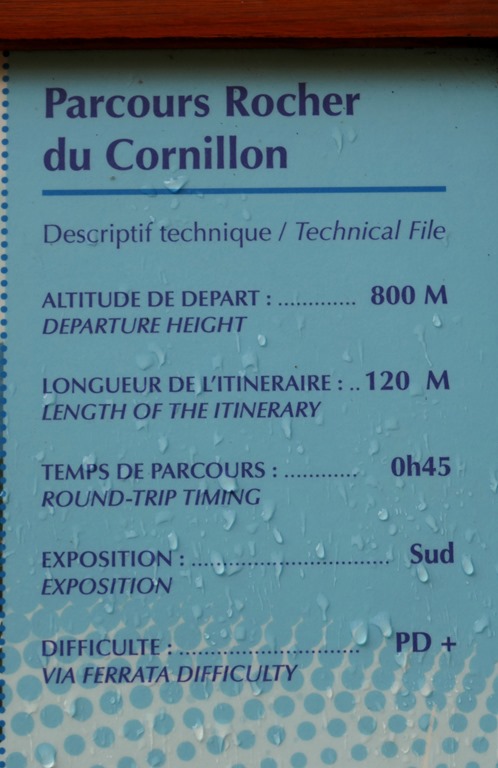 Parcours Rocher
du Cornillon
Descriptif technique / Technical File
ALTITUDE DE DEPART : ............. 800 M
DEPARTURE HEIGHT
LONGUEUR DE L'ITINERAIRE : .. 120 M
LENGTH OF THE ITINERARY
TEMPS DE PARCOURS : ............ 0h45
ROUND-TRIP TIMING
EXPOSITION : ................................. Sud
EXPOSITION
DIFFICULTE : .............................. PD +
VIA FERRATA DIFFICULTY